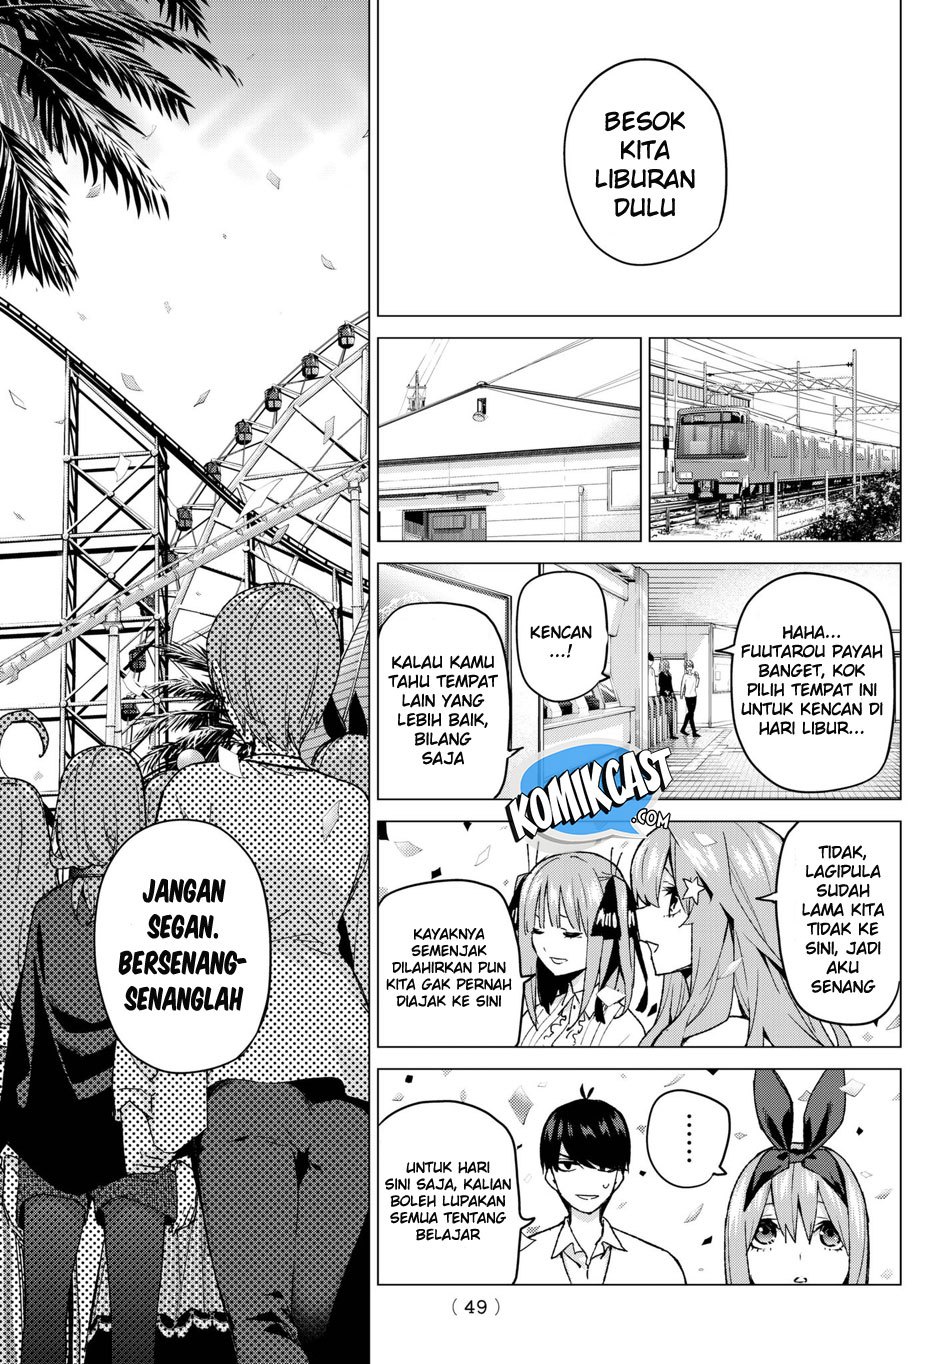 BESOK
KITA
LIBURAN
DULU
HAHA...
FUUTAROU PAYAH
BANGET, KOK
PILIH TEMPAT INI
UNTUK KENCAN DI
HARI LIBUR...
KENCAN
...!
KALAU KAMU
TAHU TEMPAT
LAIN YANG
LEBIH BAIK,
BILANG
SAJA
KOMIKCAST
.COM
TIDAK,
LAGIPULA
SUDAH
LAMA KITA
TIDAK KE
SINI, JADI
AKU
SENANG
KAYAKNYA
SEMENJAK
DILAHIRKAN PUN
KITA GAK PERNAH
DIAJAK KE SINI
......
UNTUK HARI
SINI SAJA, KALIAN
BOLEH LUPAKAN
SEMUA TENTANG
BELAJAR
JANGAN
SEGAN.
BERSENANG-
SENANGLAH
( 49 )